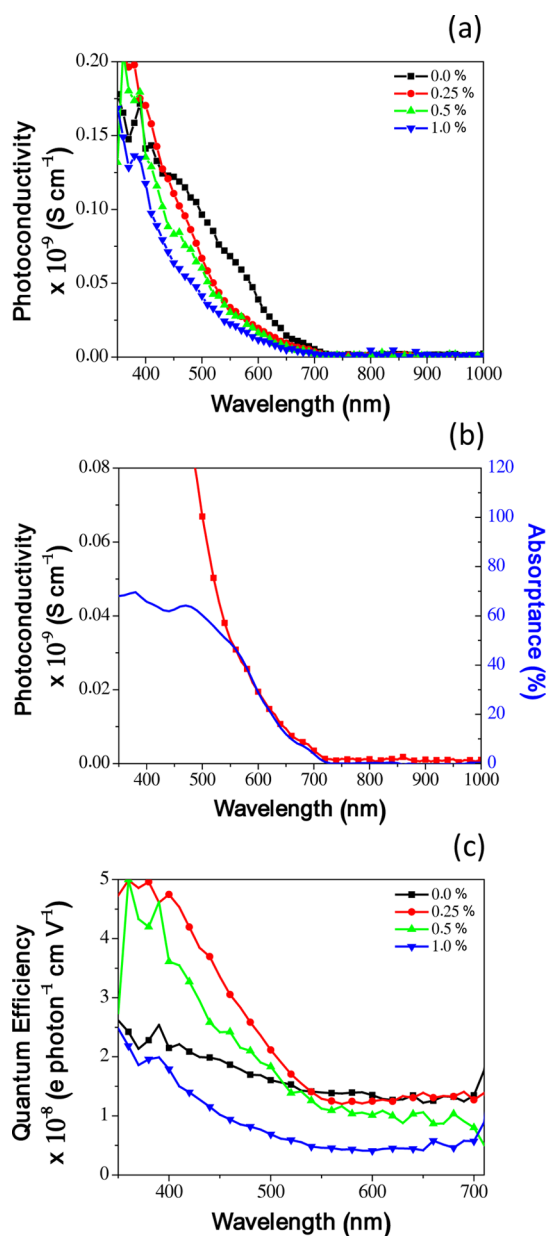 (a)
Photoconductivity
x 10⁻⁹ (S cm⁻¹)
0.20
0.15
0.10
0.05
0.00
0.0 %
0.25 %
0.5 %
1.0 %
400 500 600 700 800 900 1000
Wavelength (nm)
(b)
Photoconductivity
x 10⁻⁹ (S cm⁻¹)
0.08
0.06
0.04
0.02
0.00
120
100
80
60
40
20
0
Absorptance (%)
400 500 600 700 800 900 1000
Wavelength (nm)
(c)
Quantum Efficiency
x 10⁻⁸ (e photon⁻¹ cm V⁻¹)
5
4
3
2
1
0
0.0 %
0.25 %
0.5 %
1.0 %
400 500 600 700
Wavelength (nm)